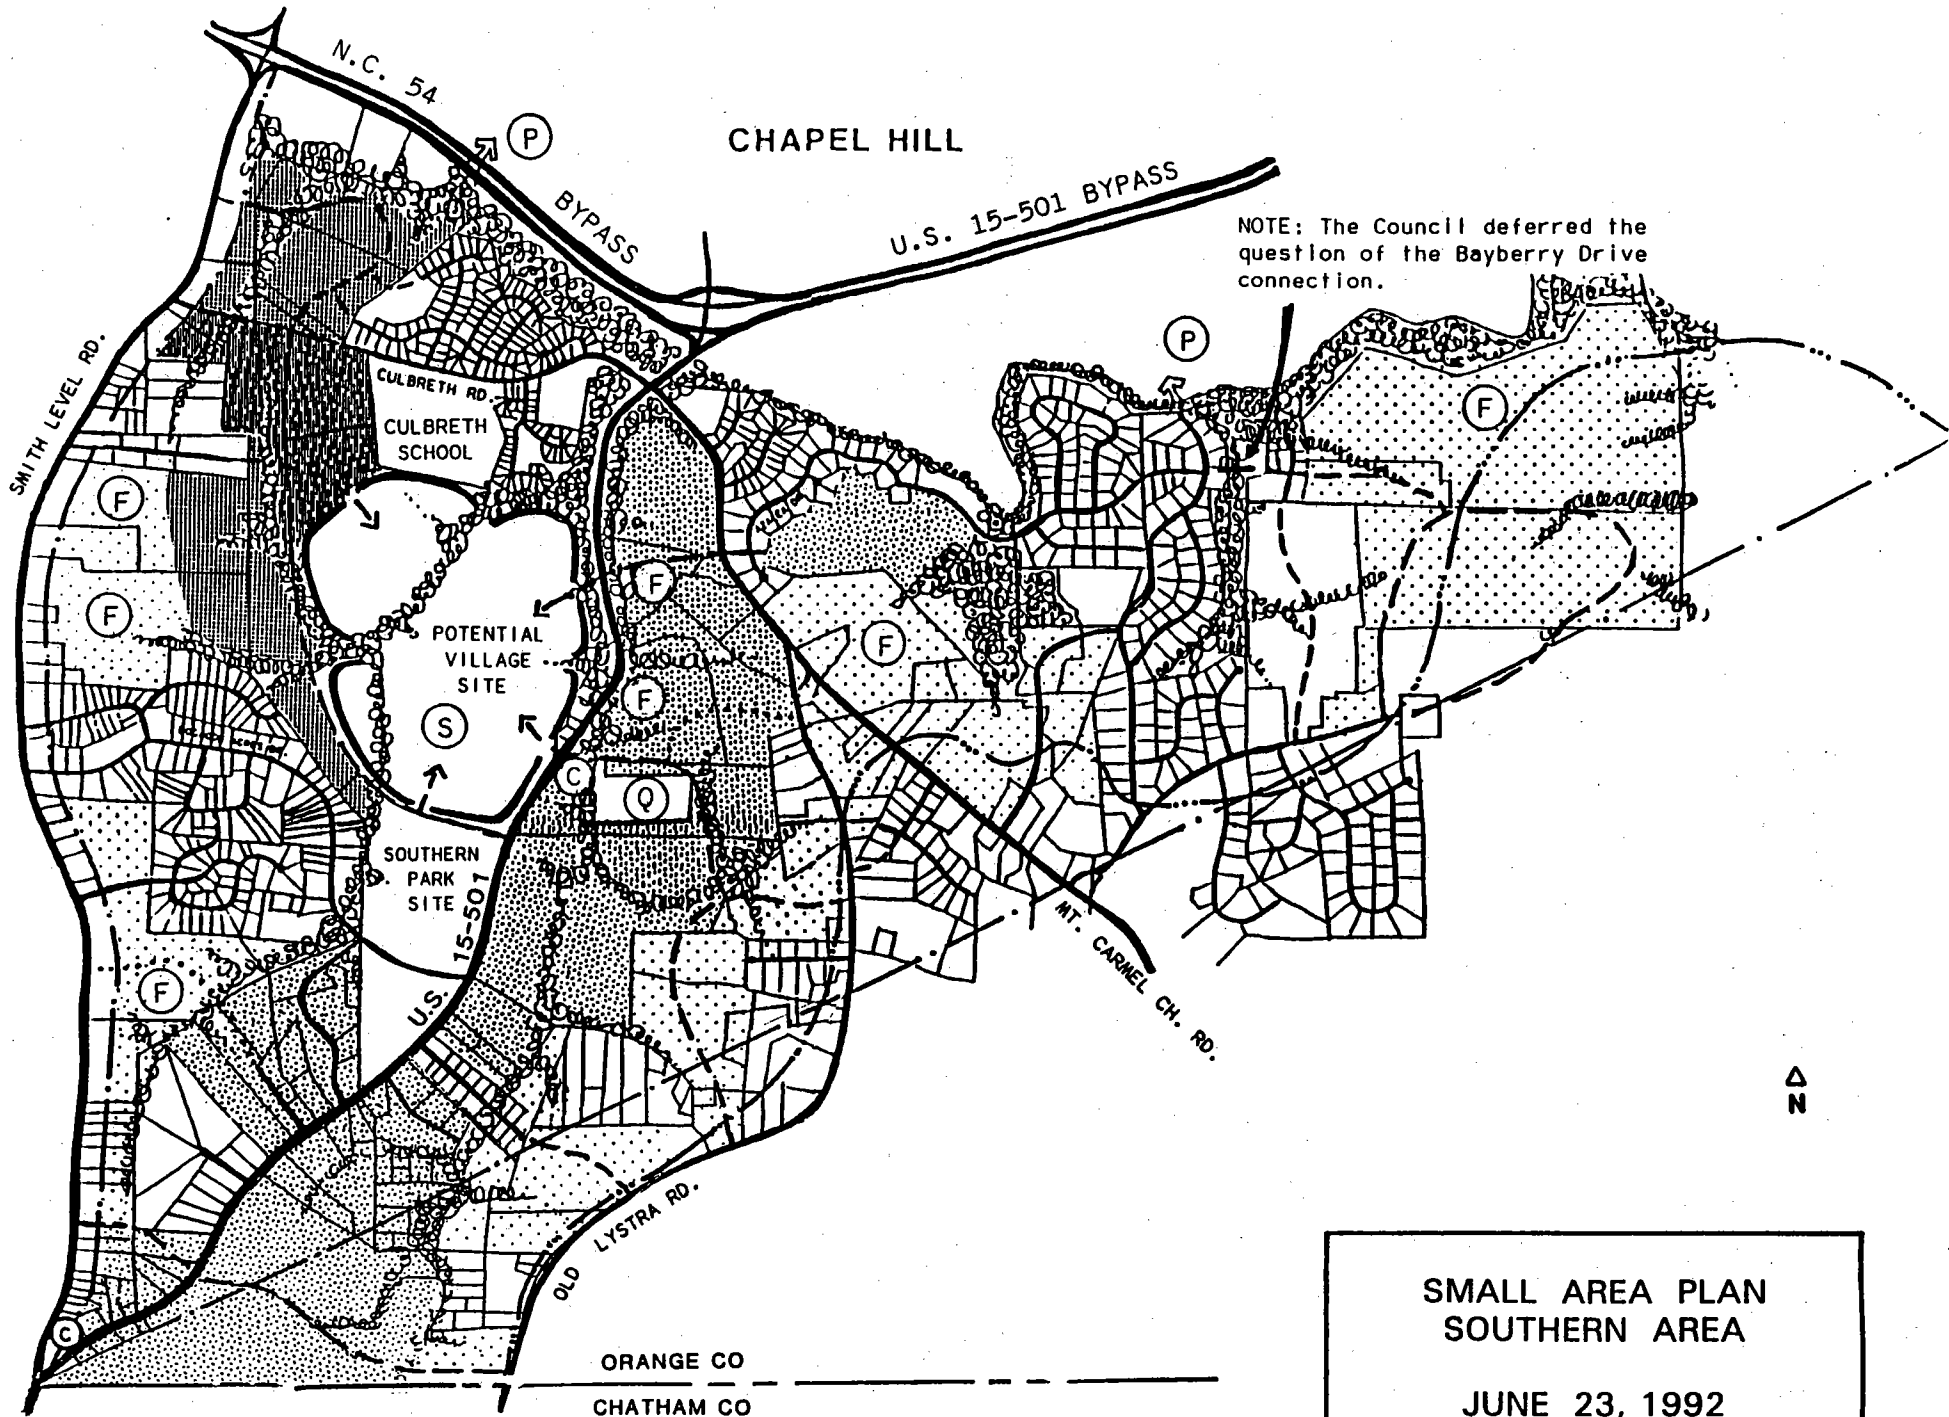 N.C. 54
P
BYPASS
CHAPEL HILL
U.S. 15-501 BYPASS
NOTE: The Council deferred the
question of the Bayberry Drive
connection.
P
F
SMITH LEVEL RD.
CULBRETH RD.
CULBRETH
SCHOOL
F
F
F
F
F
POTENTIAL
VILLAGE
SITE
S
C
Q
SOUTHERN
PARK
SITE
U.S. 15-501
F
MT. CARMEL CH. RD.
N
OLD LYSTRA RD.
C
ORANGE CO
CHATHAM CO
SMALL AREA PLAN
SOUTHERN AREA
JUNE 23, 1992